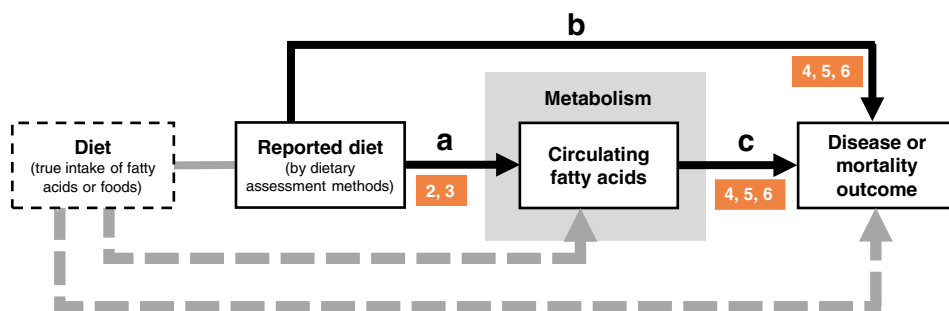 b
4, 5, 6
Metabolism
Diet
(true intake of fatty
acids or foods)
Reported diet
(by dietary
assessment methods)
a
2, 3
Circulating
fatty acids
c
4, 5, 6
Disease or
mortality
outcome